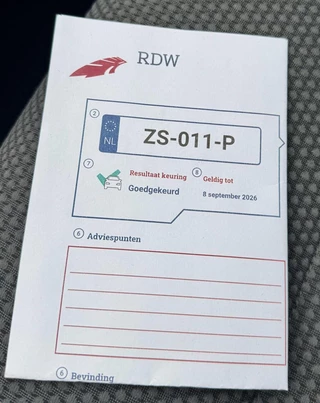 RDW
2
NL
ZS-011-P
7
Resultaat keuring
Goedgekeurd
8
Geldig tot
8 september 2026
6 Adviespunten
6 Bevinding